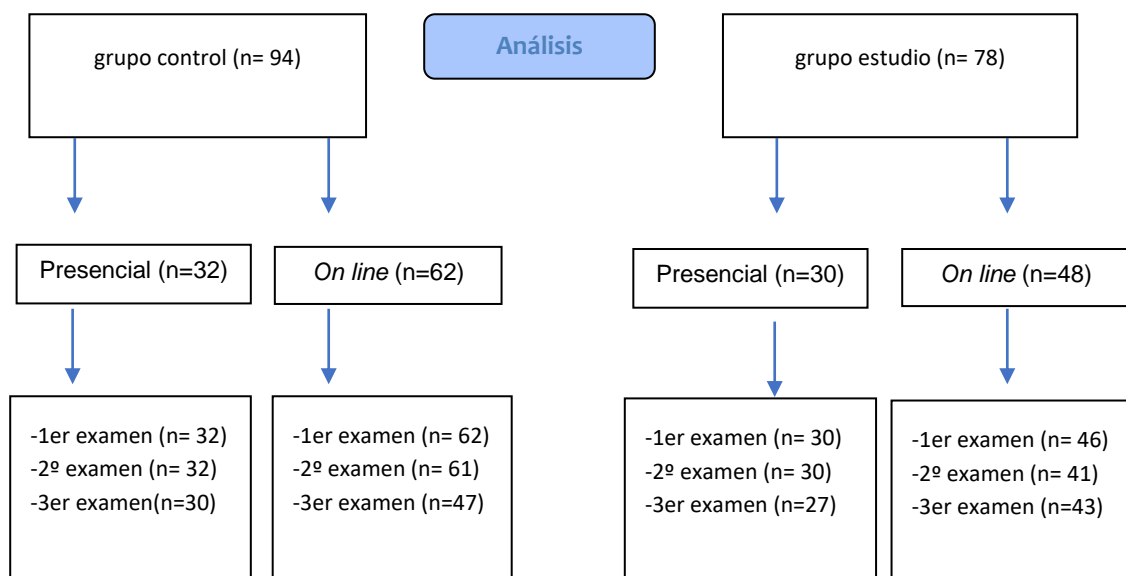 grupo control (n= 94)
Análisis
grupo estudio (n= 78)
Presencial (n=32)
On line (n=62)
Presencial (n=30)
On line (n=48)
-1er examen (n= 32)
-2º examen (n= 32)
-3er examen(n=30)
-1er examen (n= 62)
-2º examen (n= 61)
-3er examen (n=47)
-1er examen (n= 30)
-2º examen (n= 30)
-3er examen (n=27)
-1er examen (n= 46)
-2º examen (n= 41)
-3er examen (n=43)